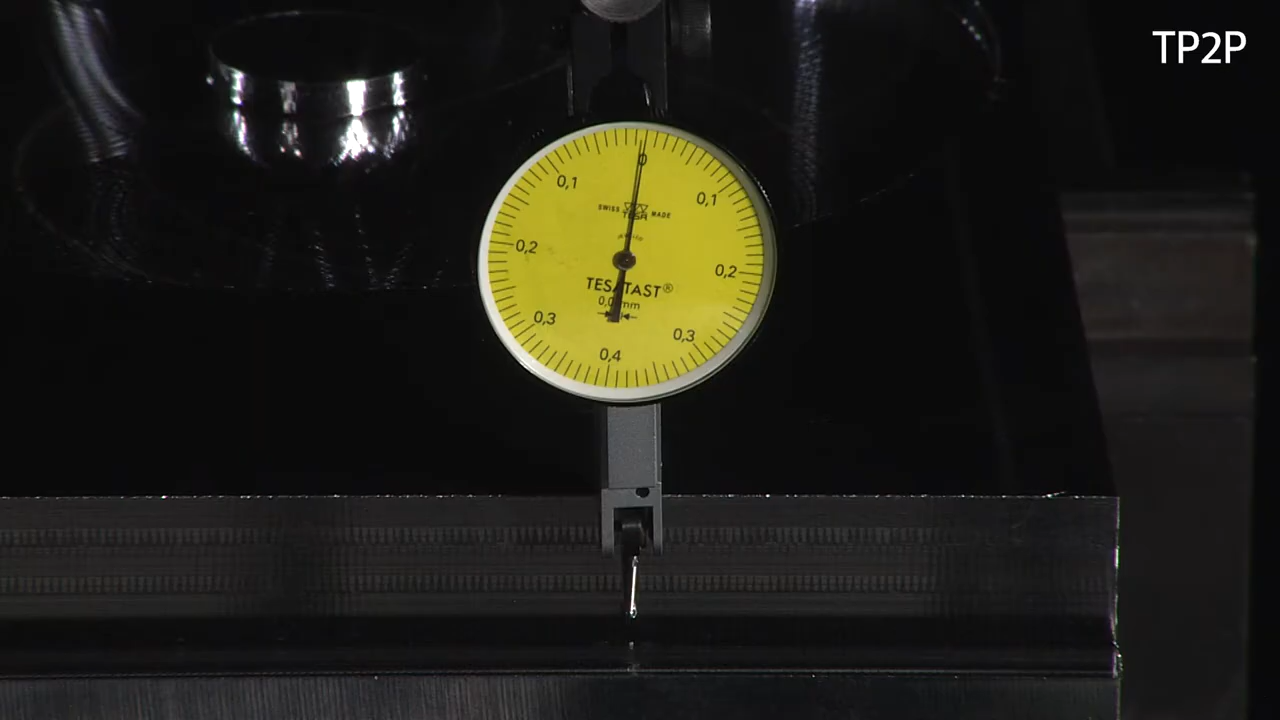 TP2P
0
0,1 0,1
SWISS TESA MADE
0,2 0,2
TESATAST®
0,3 0,3
0,4